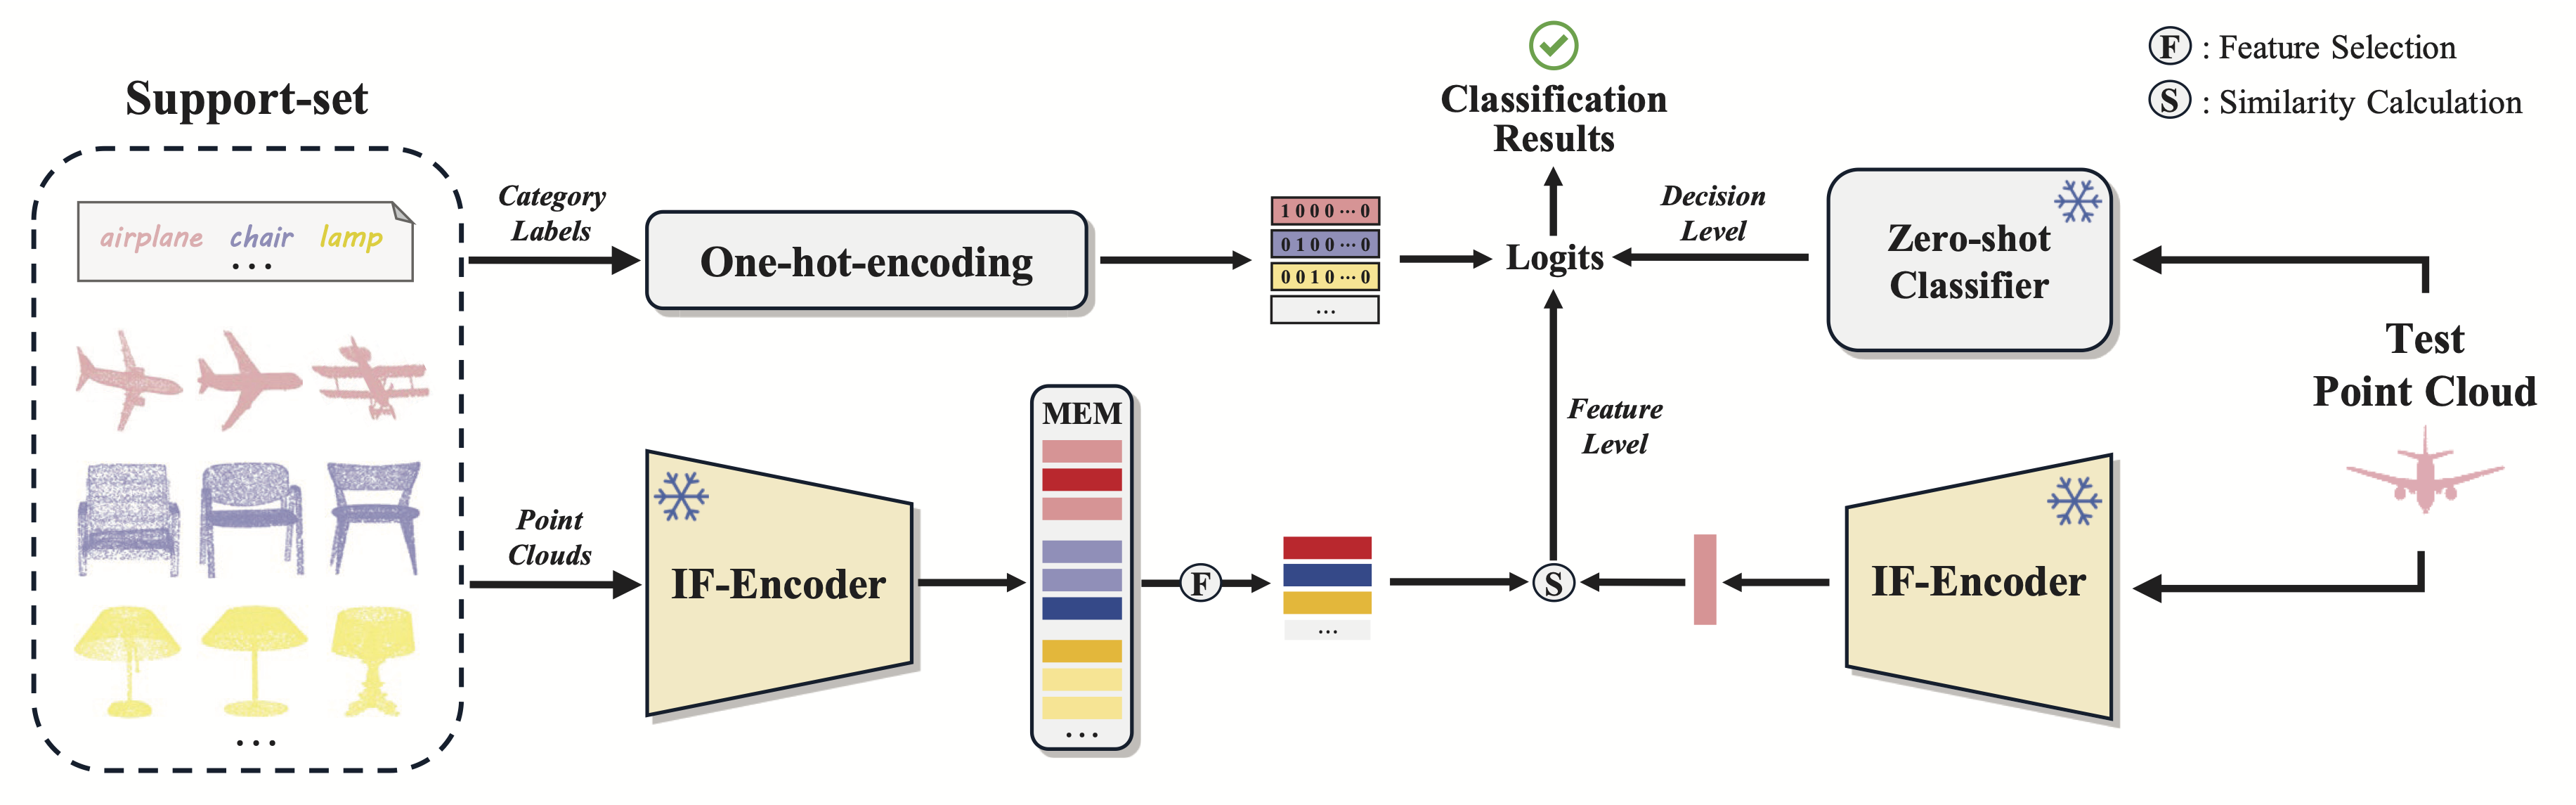 Support-set
airplane chair lamp
...
...
Category
Labels
One-hot-encoding
1 0 0 0 ... 0
0 1 0 0 ... 0
0 0 1 0 ... 0
...
Point
Clouds
IF-Encoder
MEM
...
F
...
S
Classification
Results
Logits
Feature
Level
Decision
Level
Zero-shot
Classifier
IF-Encoder
Test
Point Cloud
F : Feature Selection
S : Similarity Calculation